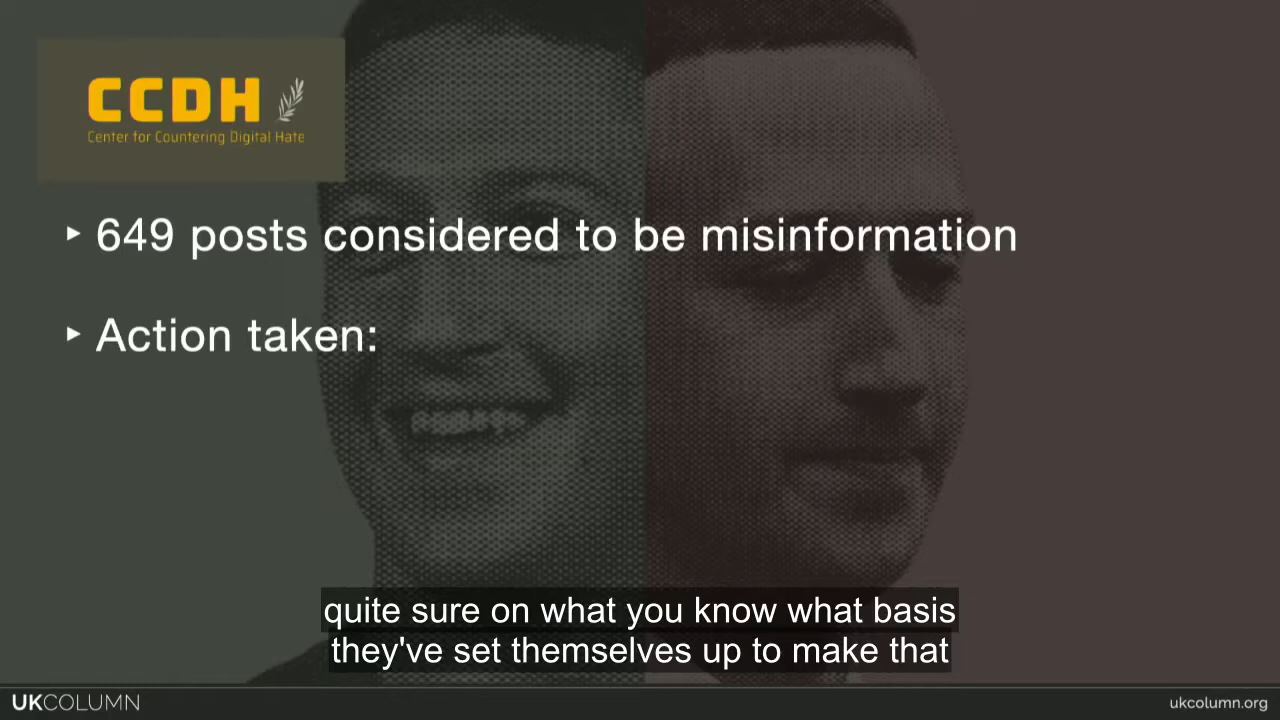 CCDH
Center for Countering Digital Hate
‣ 649 posts considered to be misinformation
‣ Action taken:
quite sure on what you know what basis
they've set themselves up to make that
UKCOLUMN
ukcolumn.org